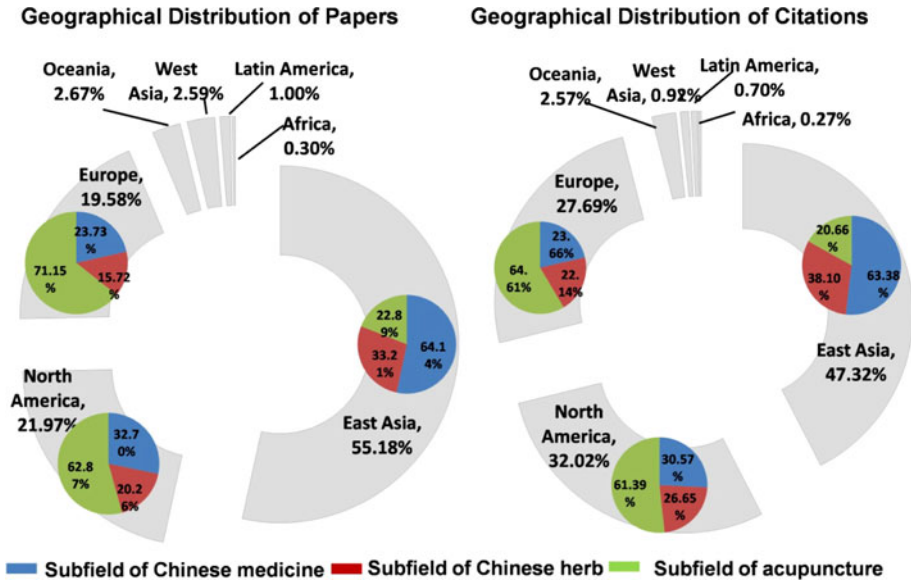 Geographical Distribution of Papers
Oceania,
2.67%
West
Asia, 2.59%
Latin America,
1.00%
Africa,
0.30%
Europe,
19.58%
23.73
%
71.15
%
15.72
%
22.8
9%
64.1
4%
33.2
1%
North
America,
21.97%
East Asia,
55.18%
32.7
0%
62.8
7%
20.2
6%
Geographical Distribution of Citations
Oceania,
2.57%
West
Asia, 0.92%
Latin America,
0.70%
Africa, 0.27%
Europe,
27.69%
23.
66%
64.
61%
22.
14%
20.66
%
63.38
%
38.10
%
East Asia,
47.32%
North
America,
32.02%
30.57
%
61.39
%
26.65
%
Subfield of Chinese medicine
Subfield of Chinese herb
Subfield of acupuncture